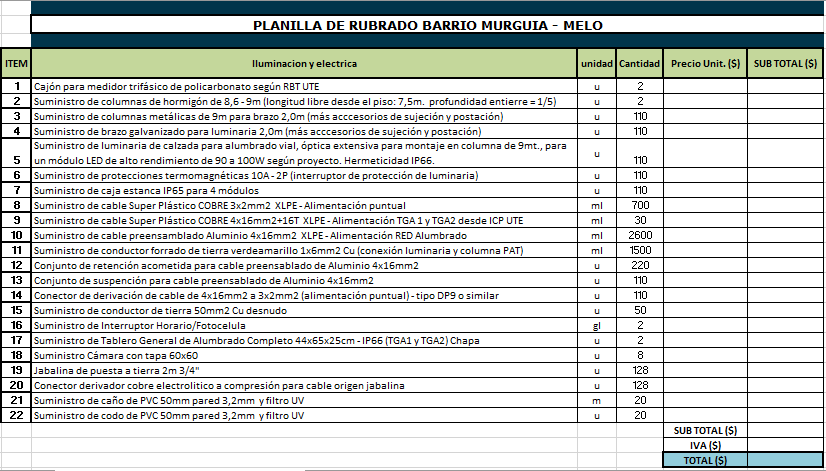 PLANILLA DE RUBRADO BARRIO MURGUIA - MELO
ITEM Iluminacion y electrica unidad Cantidad Precio Unit. ($) SUB TOTAL ($)
1 Cajón para medidor trifásico de policarbonato según RBT UTE u 2
2 Suministro de columnas de hormigón de 8,6 - 9m (longitud libre desde el piso: 7,5m. profundidad entierre = 1/5) u 2
3 Suministro de columnas metálicas de 9m para brazo 2,0m (más acccesorios de sujeción y postación) u 110
4 Suministro de brazo galvanizado para luminaria 2,0m (más acccesorios de sujeción y postación) u 110
Suministro de luminaria de calzada para alumbrado vial, óptica extensiva para montaje en columna de 9mt., para
5 un módulo LED de alto rendimiento de 90 a 100W según proyecto. Hermeticidad IP66. u 110
6 Suministro de protecciones termomagnéticas 10A - 2P (interruptor de protección de luminaria) u 110
7 Suministro de caja estanca IP65 para 4 módulos u 110
8 Suministro de cable Super Plástico COBRE 3x2mm2 XLPE - Alimentación puntual ml 700
9 Suministro de cable Super Plástico COBRE 4x16mm2+16T XLPE - Alimentación TGA 1 y TGA2 desde ICP UTE ml 30
10 Suministro de cable preensamblado Aluminio 4x16mm2 XLPE - Alimentación RED Alumbrado ml 2600
11 Suministro de conductor forrado de tierra verdeamarillo 1x6mm2 Cu (conexión luminaria y columna PAT) ml 1500
12 Conjunto de retención acometida para cable preensablado de Aluminio 4x16mm2 u 220
13 Conjunto de suspención para cable preensablado de Aluminio 4x16mm2 u 110
14 Conector de derivación de cable de 4x16mm2 a 3x2mm2 (alimentación puntual) - tipo DP9 o similar u 110
15 Suministro de conductor de tierra 50mm2 Cu desnudo u 50
16 Suministro de Interruptor Horario/Fotocelula gl 2
17 Suministro de Tablero General de Alumbrado Completo 44x65x25cm - IP66 (TGA1 y TGA2) Chapa u 2
18 Suministro Cámara con tapa 60x60 u 8
19 Jabalina de puesta a tierra 2m 3/4" u 128
20 Conector derivador cobre electrolitico a compresión para cable origen jabalina u 128
21 Suministro de caño de PVC 50mm pared 3,2mm y filtro UV m 20
22 Suministro de codo de PVC 50mm pared 3,2mm y filtro UV u 20
SUB TOTAL ($)
IVA ($)
TOTAL ($)